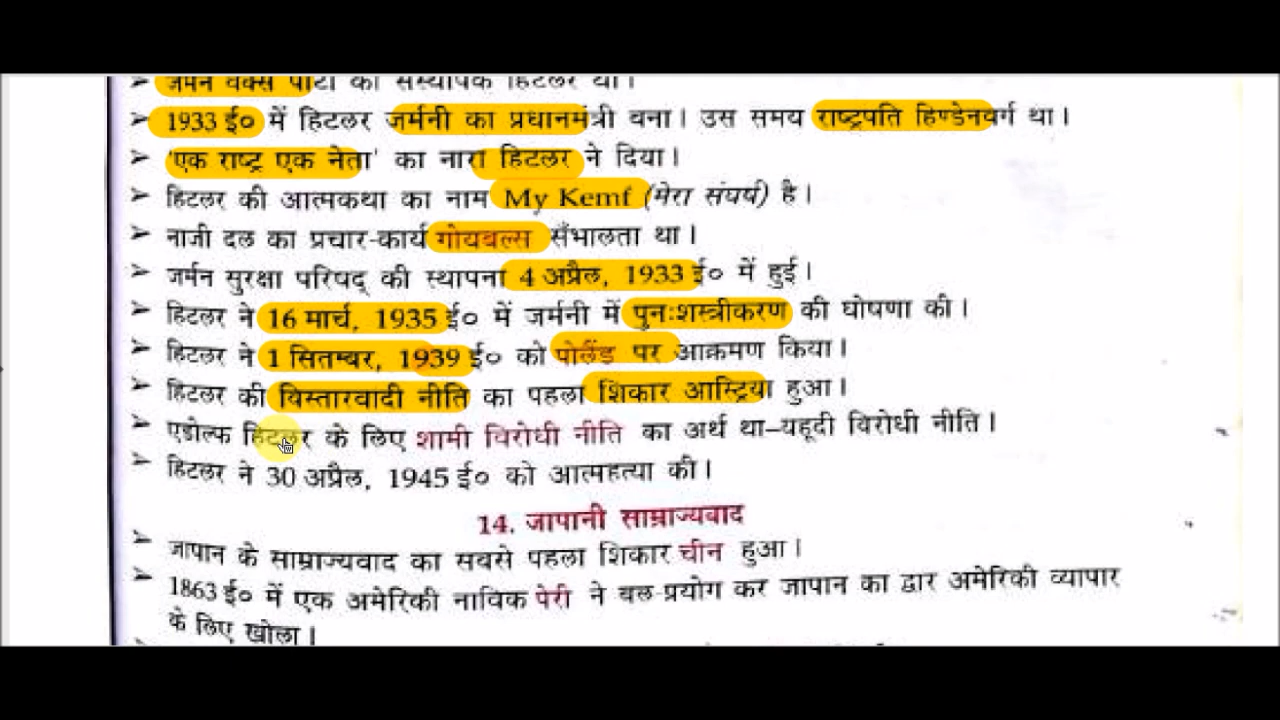 ➢ जर्मन वर्क्स पार्टी का संस्थापक हिटलर था।
➢ 1933 ई० में हिटलर जर्मनी का प्रधानमंत्री बना। उस समय राष्ट्रपति हिण्डेनवर्ग था।
➢ 'एक राष्ट्र एक नेता' का नारा हिटलर ने दिया।
➢ हिटलर की आत्मकथा का नाम My Kemf (मेरा संघर्ष) है।
➢ नाजी दल का प्रचार-कार्य गोयबल्स सँभालता था।
➢ जर्मन सुरक्षा परिषद् की स्थापना 4 अप्रैल, 1933 ई० में हुई।
➢ हिटलर ने 16 मार्च, 1935 ई० में जर्मनी में पुनःशस्त्रीकरण की घोषणा की।
➢ हिटलर ने 1 सितम्बर, 1939 ई० को पोलैंड पर आक्रमण किया।
➢ हिटलर की विस्तारवादी नीति का पहला शिकार आस्ट्रिया हुआ।
➢ एडोल्फ हिटलर के लिए शामी विरोधी नीति का अर्थ था–यहूदी विरोधी नीति।
➢ हिटलर ने 30 अप्रैल, 1945 ई० को आत्महत्या की।
14. जापानी साम्राज्यवाद
➢ जापान के साम्राज्यवाद का सबसे पहला शिकार चीन हुआ।
➢ 1863 ई० में एक अमेरिकी नाविक पेरी ने बल-प्रयोग कर जापान का द्वार अमेरिकी व्यापार
के लिए खोला।